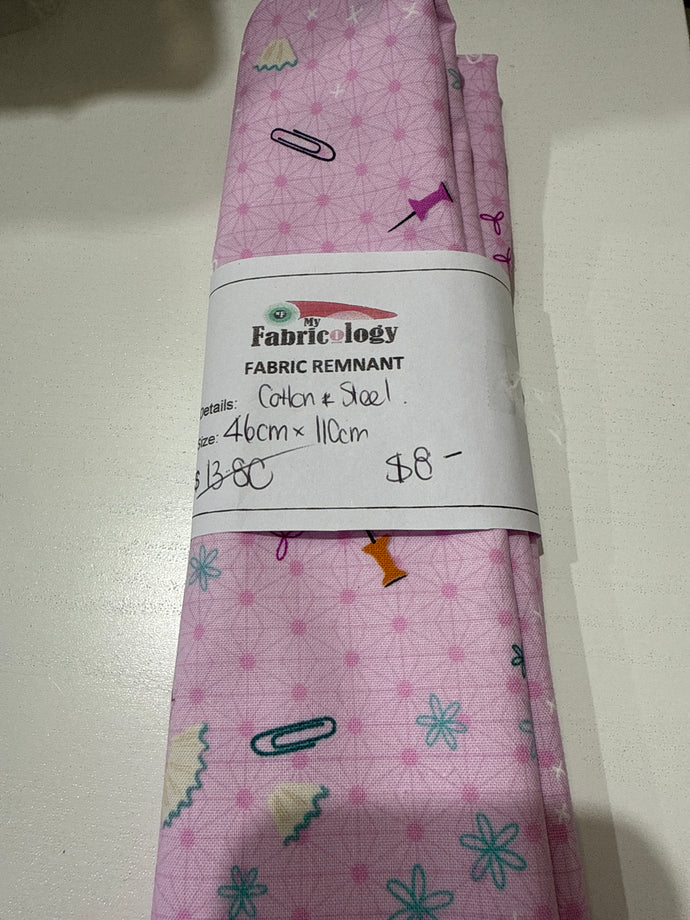 My
Fabricology
FABRIC REMNANT
Details: Cotton & Steel.
Size: 46cm x 110cm
$13-80 $8-